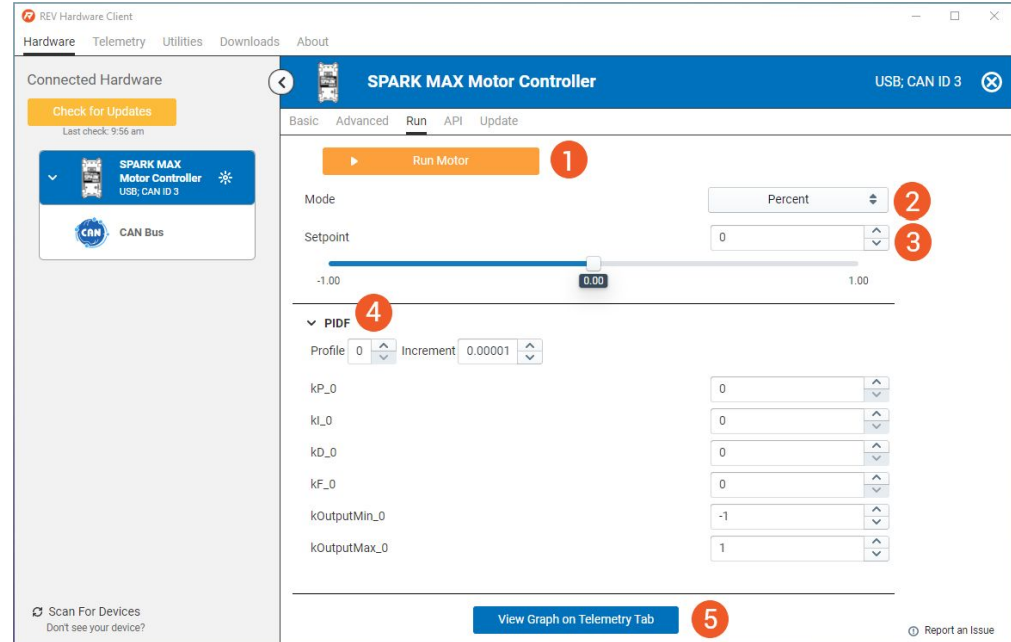 REV Hardware Client
Hardware Telemetry Utilities Downloads About
Connected Hardware
Check for Updates
Last check: 9:56 am
SPARK MAX
Motor Controller
USB; CAN ID 3
CAN
CAN Bus
Scan For Devices
Don't see your device?
SPARK MAX Motor Controller USB; CAN ID 3
Basic Advanced Run API Update
Run Motor 1
Mode Percent 2
Setpoint 0 3
-1.00 0.00 1.00
PIDF 4
Profile 0 Increment 0.00001
kP_0 0
kI_0 0
kD_0 0
kF_0 0
kOutputMin_0 -1
kOutputMax_0 1
View Graph on Telemetry Tab 5
Report an Issue